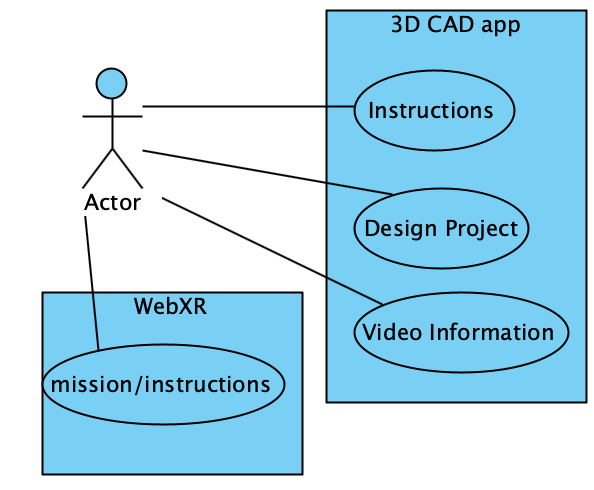 3D CAD app
Instructions
Actor
Design Project
WebXR
Video Information
mission/instructions